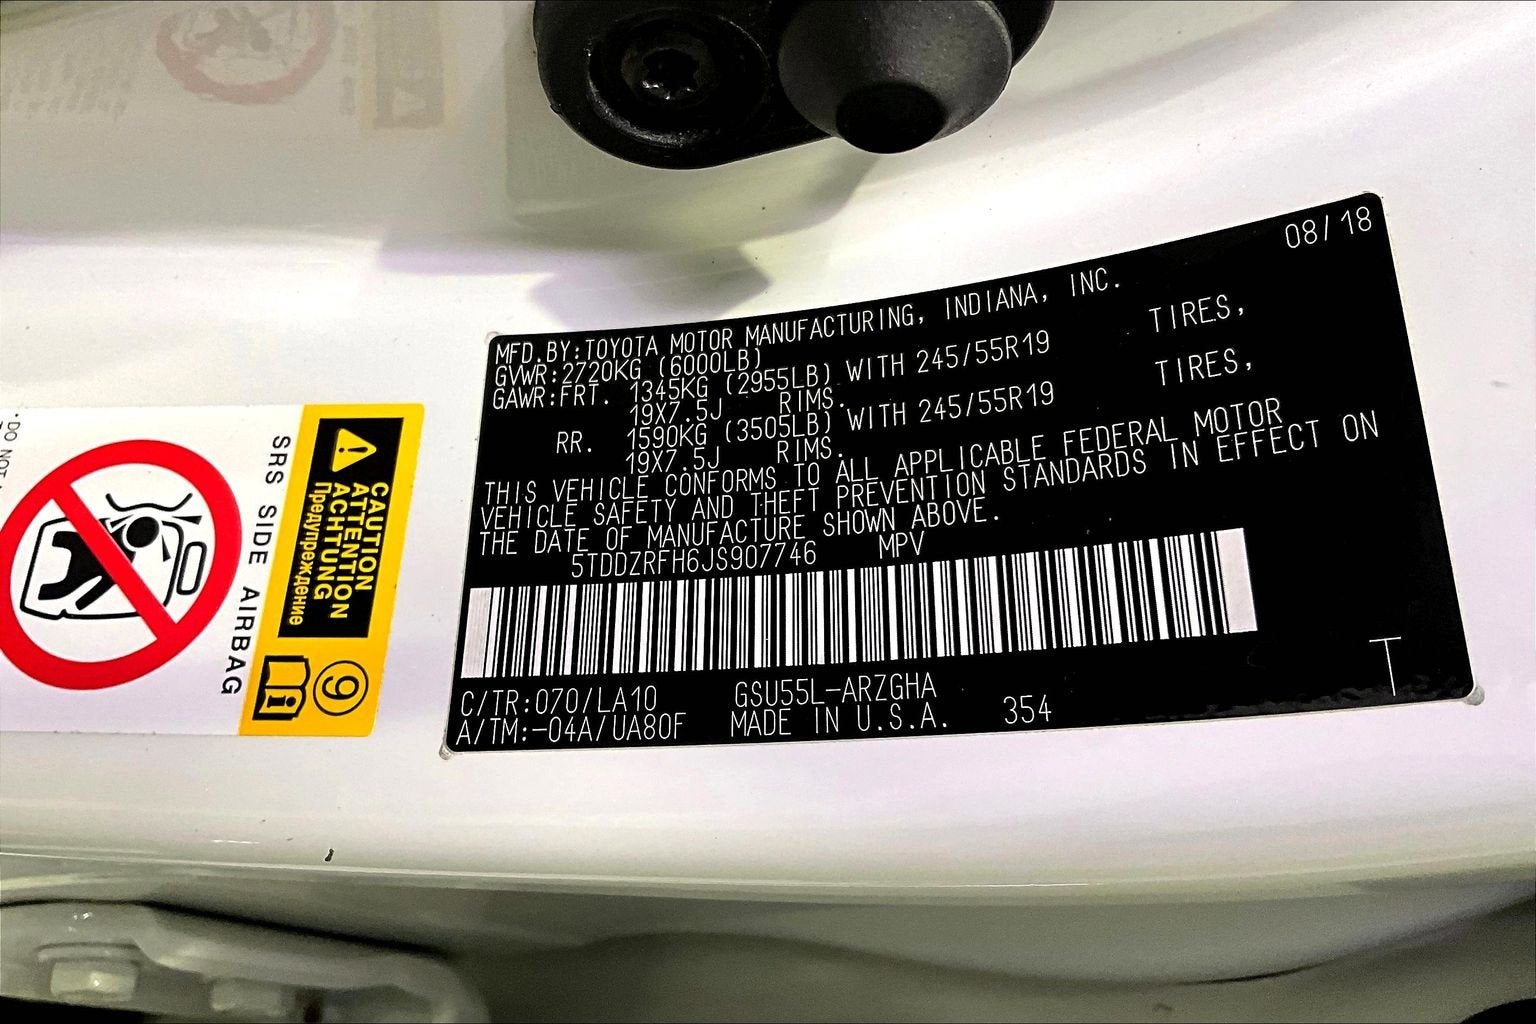 08/18
MFD.BY:TOYOTA MOTOR MANUFACTURING, INDIANA, INC.
GVWR:2720KG (6000LB)
GAWR:FRT. 1345KG (2955LB) WITH 245/55R19 TIRES,
19X7.5J RIMS.
RR. 1590KG (3505LB) WITH 245/55R19 TIRES,
19X7.5J RIMS.
THIS VEHICLE CONFORMS TO ALL APPLICABLE FEDERAL MOTOR
VEHICLE SAFETY AND THEFT PREVENTION STANDARDS IN EFFECT ON
THE DATE OF MANUFACTURE SHOWN ABOVE.
5TDDZRFH6JS907746 MPV
C/TR:070/LA10 GSU55L-ARZGHA
A/TM:-04A/UA80F MADE IN U.S.A. 354
T
CAUTION
ATTENTION
ACHTUNG
Предупреждение
9
i
SRS SIDE AIRBAG
·DO NOT